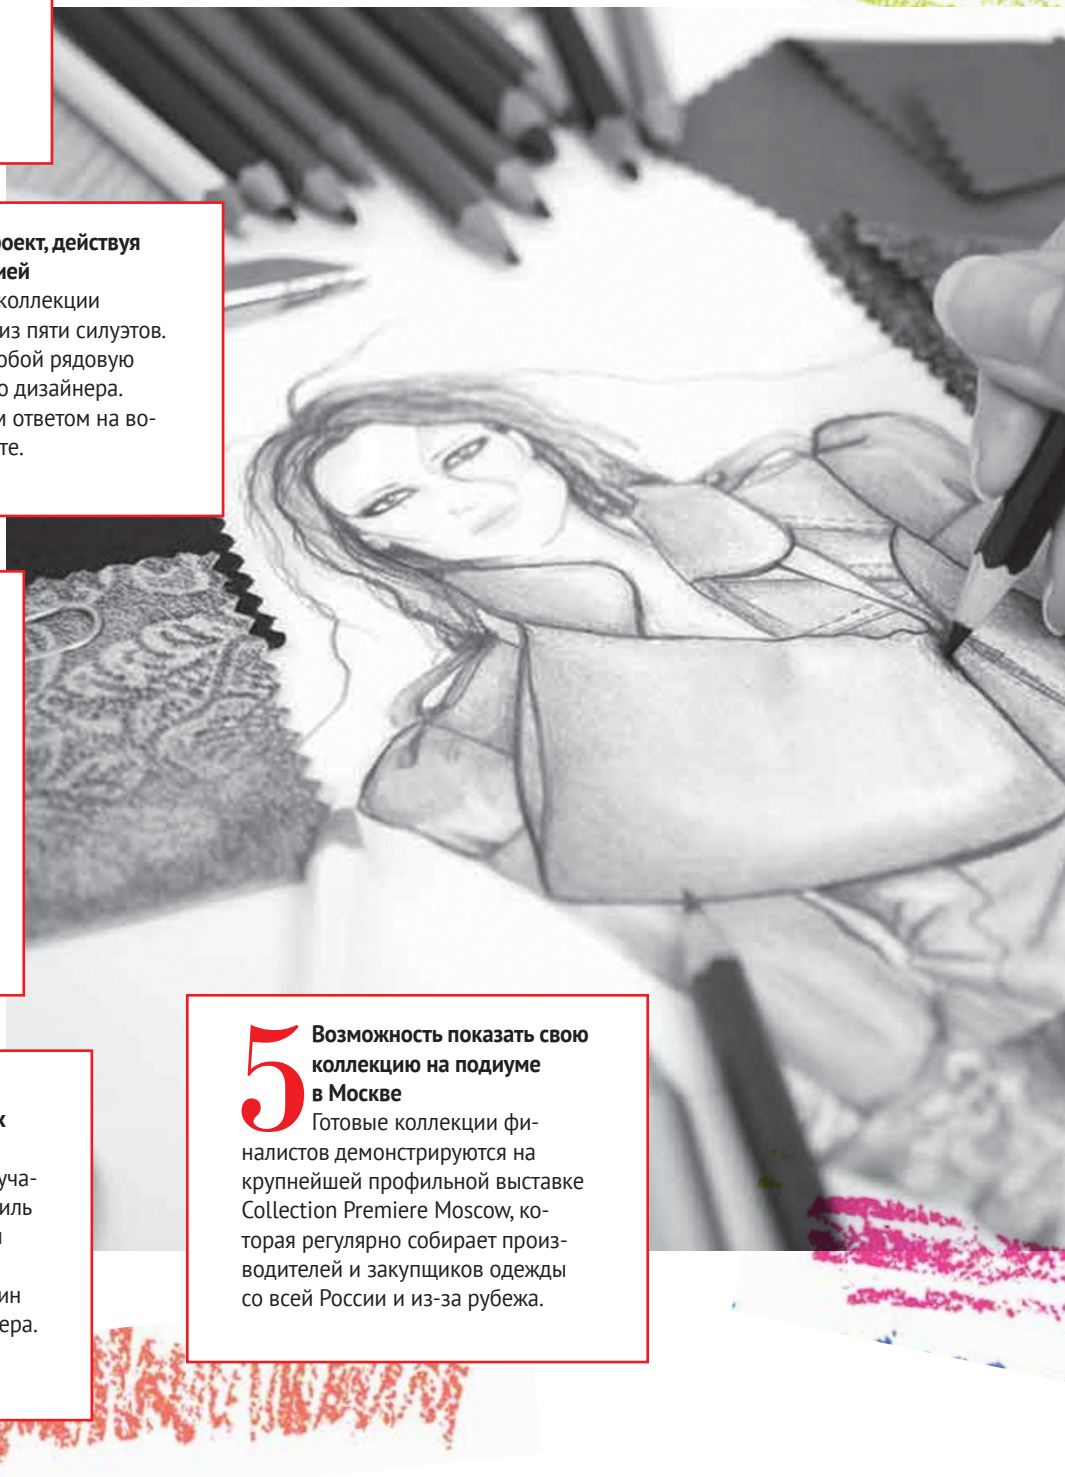 оект, действуя
ией
коллекции
из пяти силуэтов.
обой рядовую
о дизайнера.
и ответом на во-
те.
к
уча-
иль
и
ин
ера.
5
Возможность показать свою
коллекцию на подиуме
в Москве
Готовые коллекции фи-
налистов демонстрируются на
крупнейшей профильной выставке
Collection Premiere Moscow, ко-
торая регулярно собирает произ-
водителей и закупщиков одежды
со всей России и из-за рубежа.